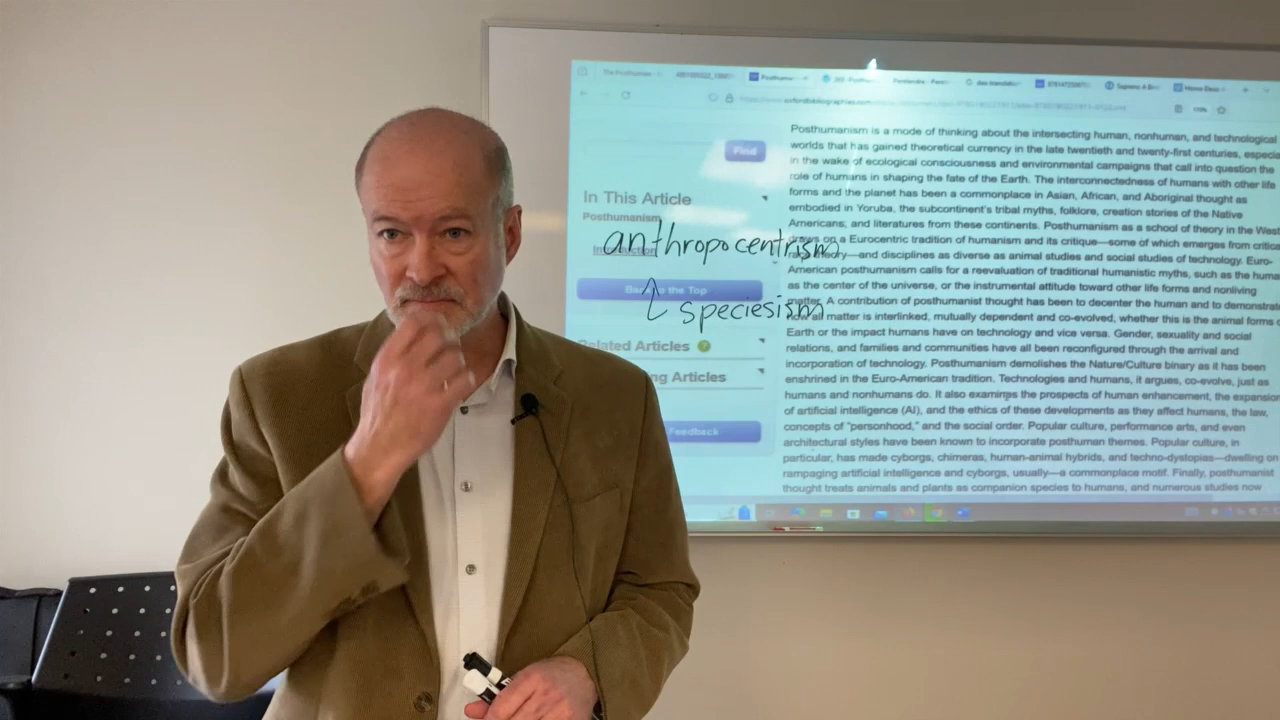 Find
In This Article
Posthumanism
Introduction
Back to the Top
Related Articles
ng Articles
Feedback
anthropocentrism
speciesism
Posthumanism is a mode of thinking about the intersecting human, nonhuman, and technological
worlds that has gained theoretical currency in the late twentieth and twenty-first centuries, especia
in the wake of ecological consciousness and environmental campaigns that call into question the
role of humans in shaping the fate of the Earth. The interconnectedness of humans with other life
forms and the planet has been a commonplace in Asian, African, and Aboriginal thought as
embodied in Yoruba, the subcontinent's tribal myths, folklore, creation stories of the Native
Americans, and literatures from these continents. Posthumanism as a school of theory in the West
draws on a Eurocentric tradition of humanism and its critique—some of which emerges from critica
race theory—and disciplines as diverse as animal studies and social studies of technology. Euro-
American posthumanism calls for a reevaluation of traditional humanistic myths, such as the huma
as the center of the universe, or the instrumental attitude toward other life forms and nonliving
matter. A contribution of posthumanist thought has been to decenter the human and to demonstrat
how all matter is interlinked, mutually dependent and co-evolved, whether this is the animal forms o
Earth or the impact humans have on technology and vice versa. Gender, sexuality and social
relations, and families and communities have all been reconfigured through the arrival and
incorporation of technology. Posthumanism demolishes the Nature/Culture binary as it has been
enshrined in the Euro-American tradition. Technologies and humans, it argues, co-evolve, just as
humans and nonhumans do. It also examines the prospects of human enhancement, the expansion
of artificial intelligence (AI), and the ethics of these developments as they affect humans, the law,
concepts of "personhood," and the social order. Popular culture, performance arts, and even
architectural styles have been known to incorporate posthuman themes. Popular culture, in
particular, has made cyborgs, chimeras, human-animal hybrids, and techno-dystopias—dwelling on
rampaging artificial intelligence and cyborgs, usually—a commonplace motif. Finally, posthumanist
thought treats animals and plants as companion species to humans, and numerous studies now